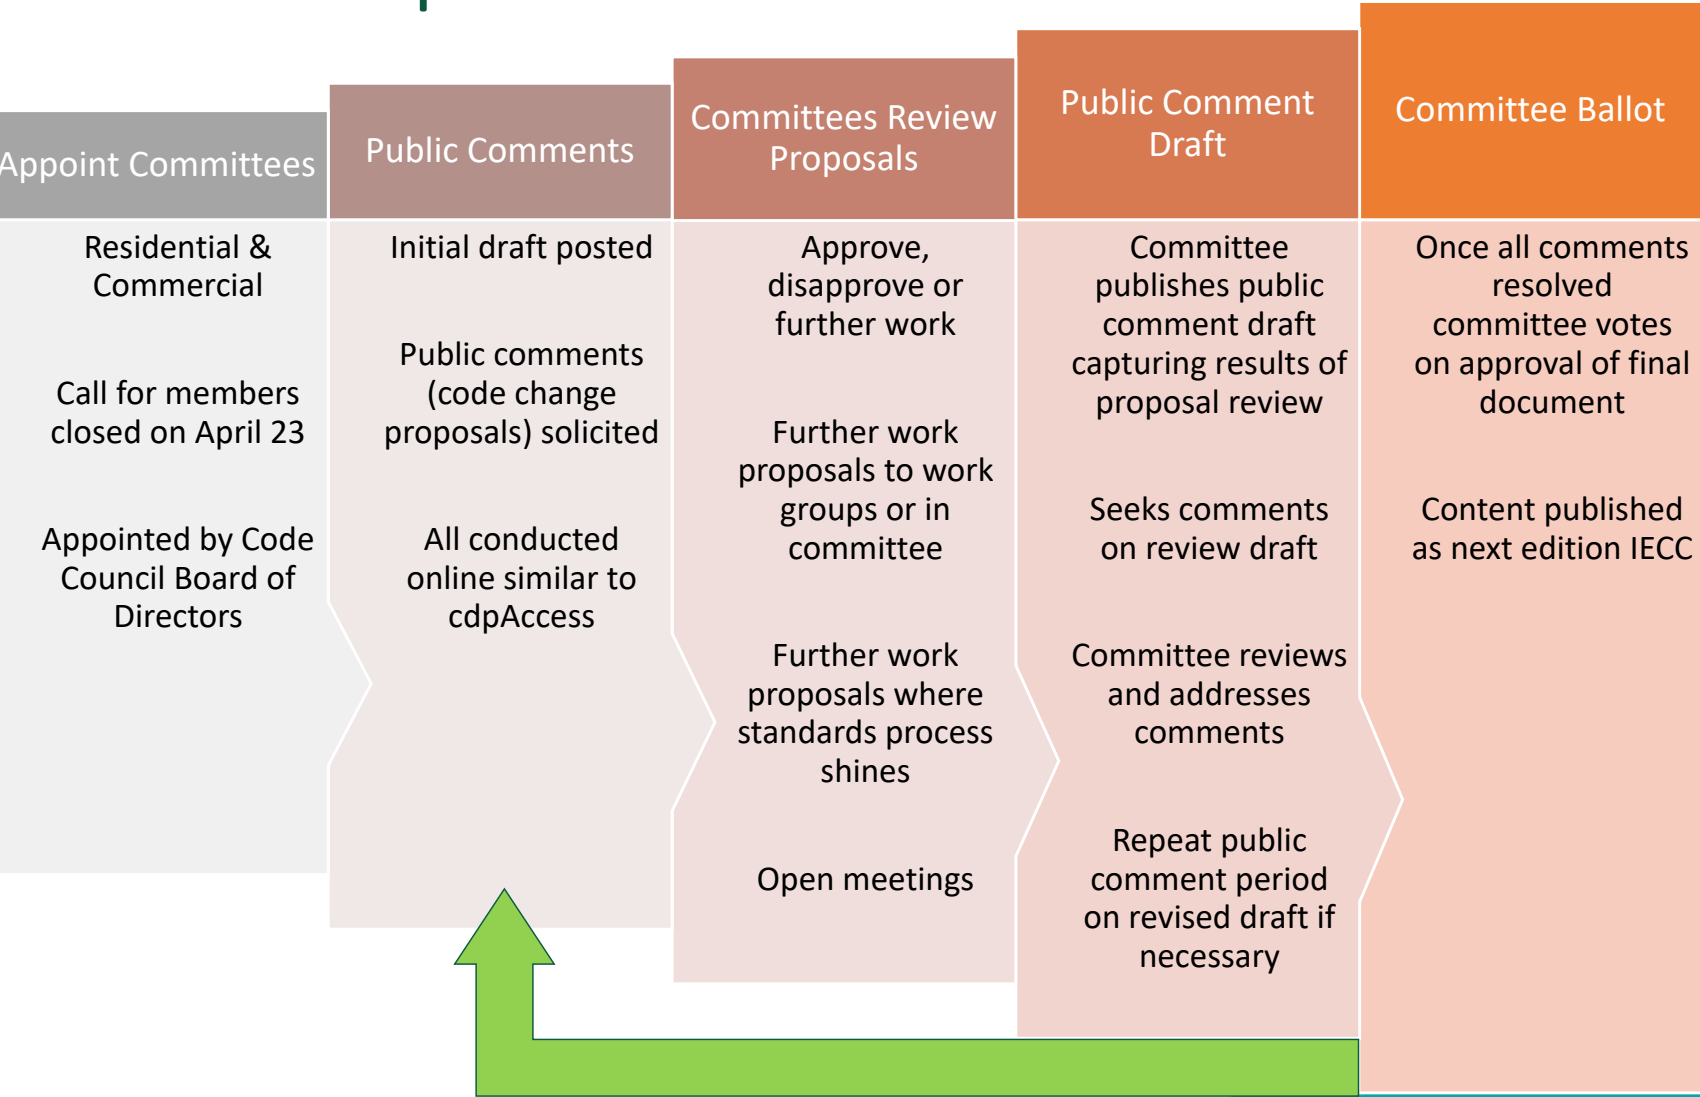 Appoint Committees
Residential &
Commercial
Call for members
closed on April 23
Appointed by Code
Council Board of
Directors
Public Comments
Initial draft posted
Public comments
(code change
proposals) solicited
All conducted
online similar to
cdpAccess
Committees Review
Proposals
Approve,
disapprove or
further work
Further work
proposals to work
groups or in
committee
Further work
proposals where
standards process
shines
Open meetings
Public Comment
Draft
Committee
publishes public
comment draft
capturing results of
proposal review
Seeks comments
on review draft
Committee reviews
and addresses
comments
Repeat public
comment period
on revised draft if
necessary
Committee Ballot
Once all comments
resolved
committee votes
on approval of final
document
Content published
as next edition IECC